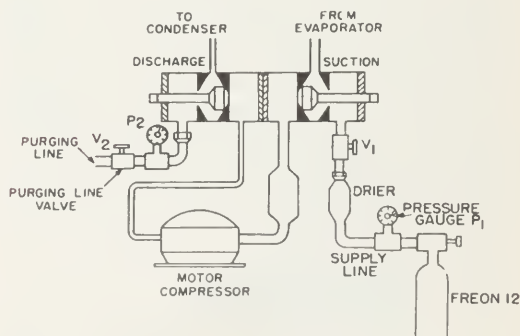 TO
CONDENSER
FROM
EVAPORATOR
DISCHARGE
SUCTION
P2
V2
V1
PURGING
LINE
PURGING LINE
VALVE
DRIER
PRESSURE
GAUGE P1
SUPPLY
LINE
MOTOR
COMPRESSOR
FREON 12